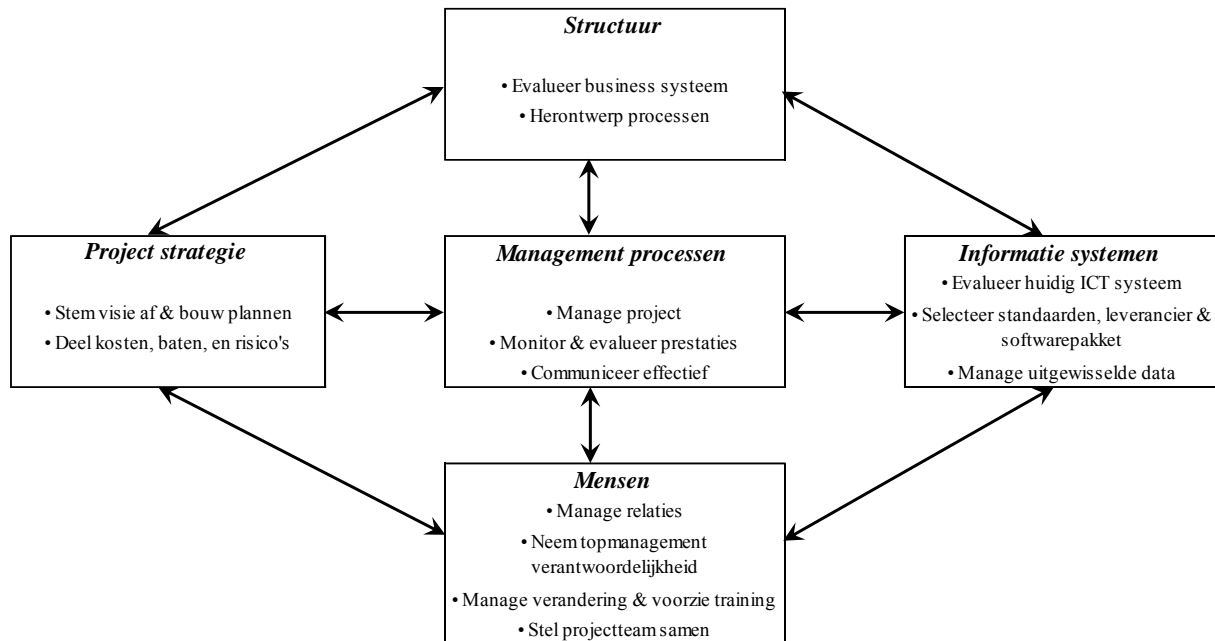 Structuur
• Evalueer business systeem
• Herontwerp processen
Project strategie
• Stem visie af & bouw plannen
• Deel kosten, baten, en risico's
Management processen
• Manage project
• Monitor & evalueer prestaties
• Communiceer effectief
Informatie systemen
• Evalueer huidig ICT systeem
• Selecteer standaarden, leverancier &
softwarepakket
• Manage uitgewisselde data
Mensen
• Manage relaties
• Neem topmanagement
verantwoordelijkheid
• Manage verandering & voorzie training
• Stel projectteam samen